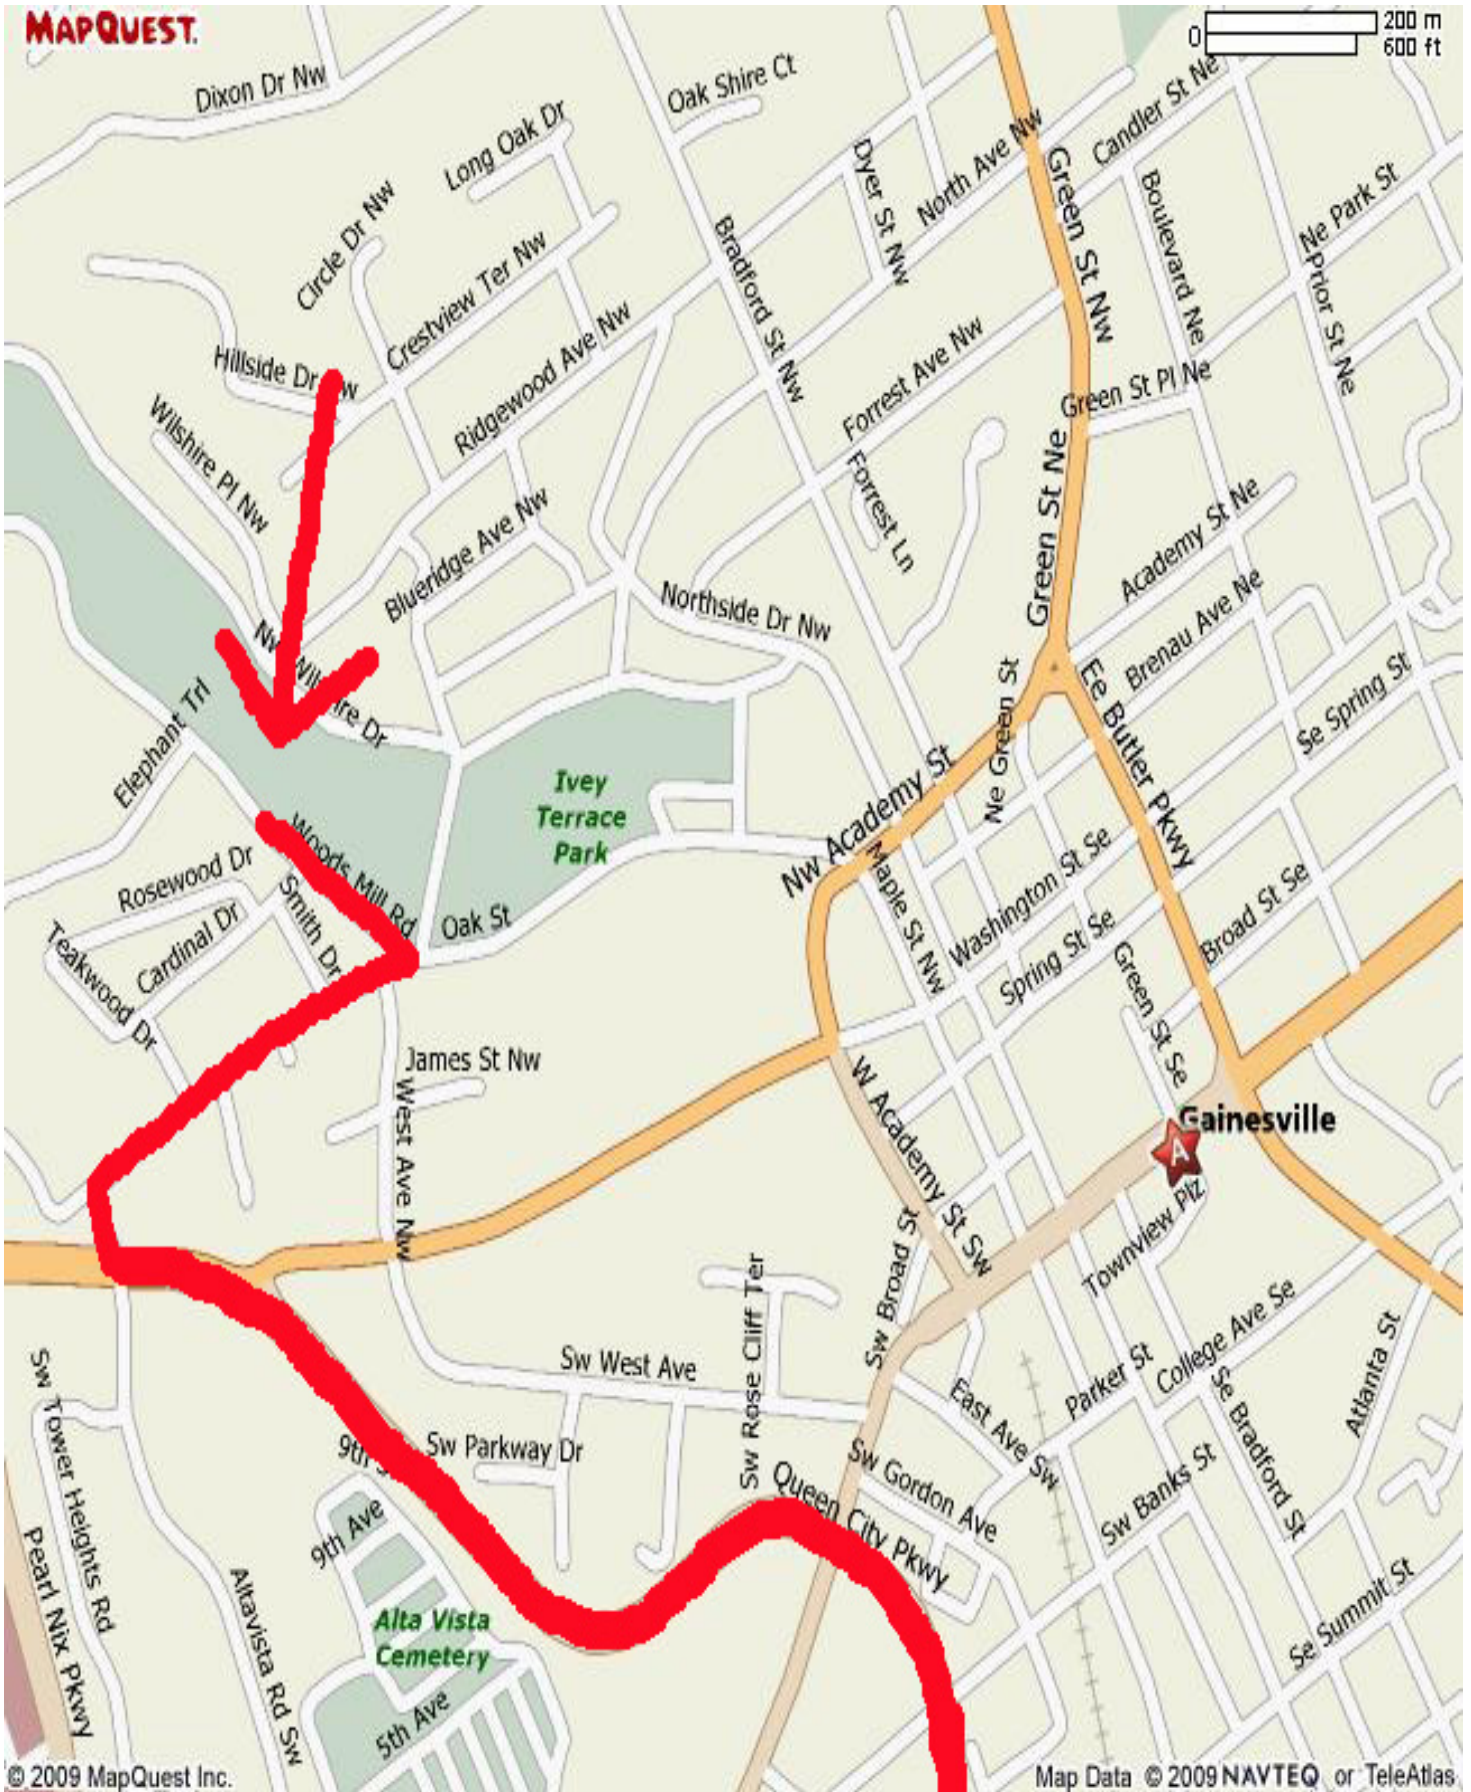 MAPQUEST.
0
200 m
600 ft
Dixon Dr Nw
Oak Shire Ct
Long Oak Dr
Candler St Ne
Circle Dr Nw
Dyer St Nw
North Ave Nw
Green St Nw
Boulevard Ne
Ne Park St
Crestview Ter Nw
Bradford St Nw
Prior St Ne
Hillside Dr Nw
Ridgewood Ave Nw
Forrest Ave Nw
Green St Pl Ne
Wilshire Pl Nw
Forrest Ln
Green St Ne
Academy St Ne
Blueridge Ave Nw
Northside Dr Nw
Brenau Ave Ne
Nw Wilshire Dr
Elephant Trl
Ne Green St
Ee Butler Pkwy
Se Spring St
Ivey
Terrace
Park
Nw Academy St
Woods Mill Rd
Rosewood Dr
Smith Dr
Oak St
Maple St Nw
Washington St Se
Broad St Se
Cardinal Dr
Teakwood Dr
Spring St Se
Green St Se
James St Nw
West Ave Nw
W Academy St Sw
Gainesville
A
Townview Plz
Sw Broad St
Sw Rose Cliff Ter
College Ave Se
Sw West Ave
Parker St
Atlanta St
East Ave Sw
Se Bradford St
Sw Tower Heights Rd
9th
Sw Parkway Dr
Sw Gordon Ave
Queen City Pkwy
Sw Banks St
9th Ave
Pearl Nix Pkwy
Altavista Rd Sw
Alta Vista
Cemetery
Se Summit St
5th Ave
© 2009 MapQuest Inc.
Map Data © 2009 NAVTEQ or TeleAtlas